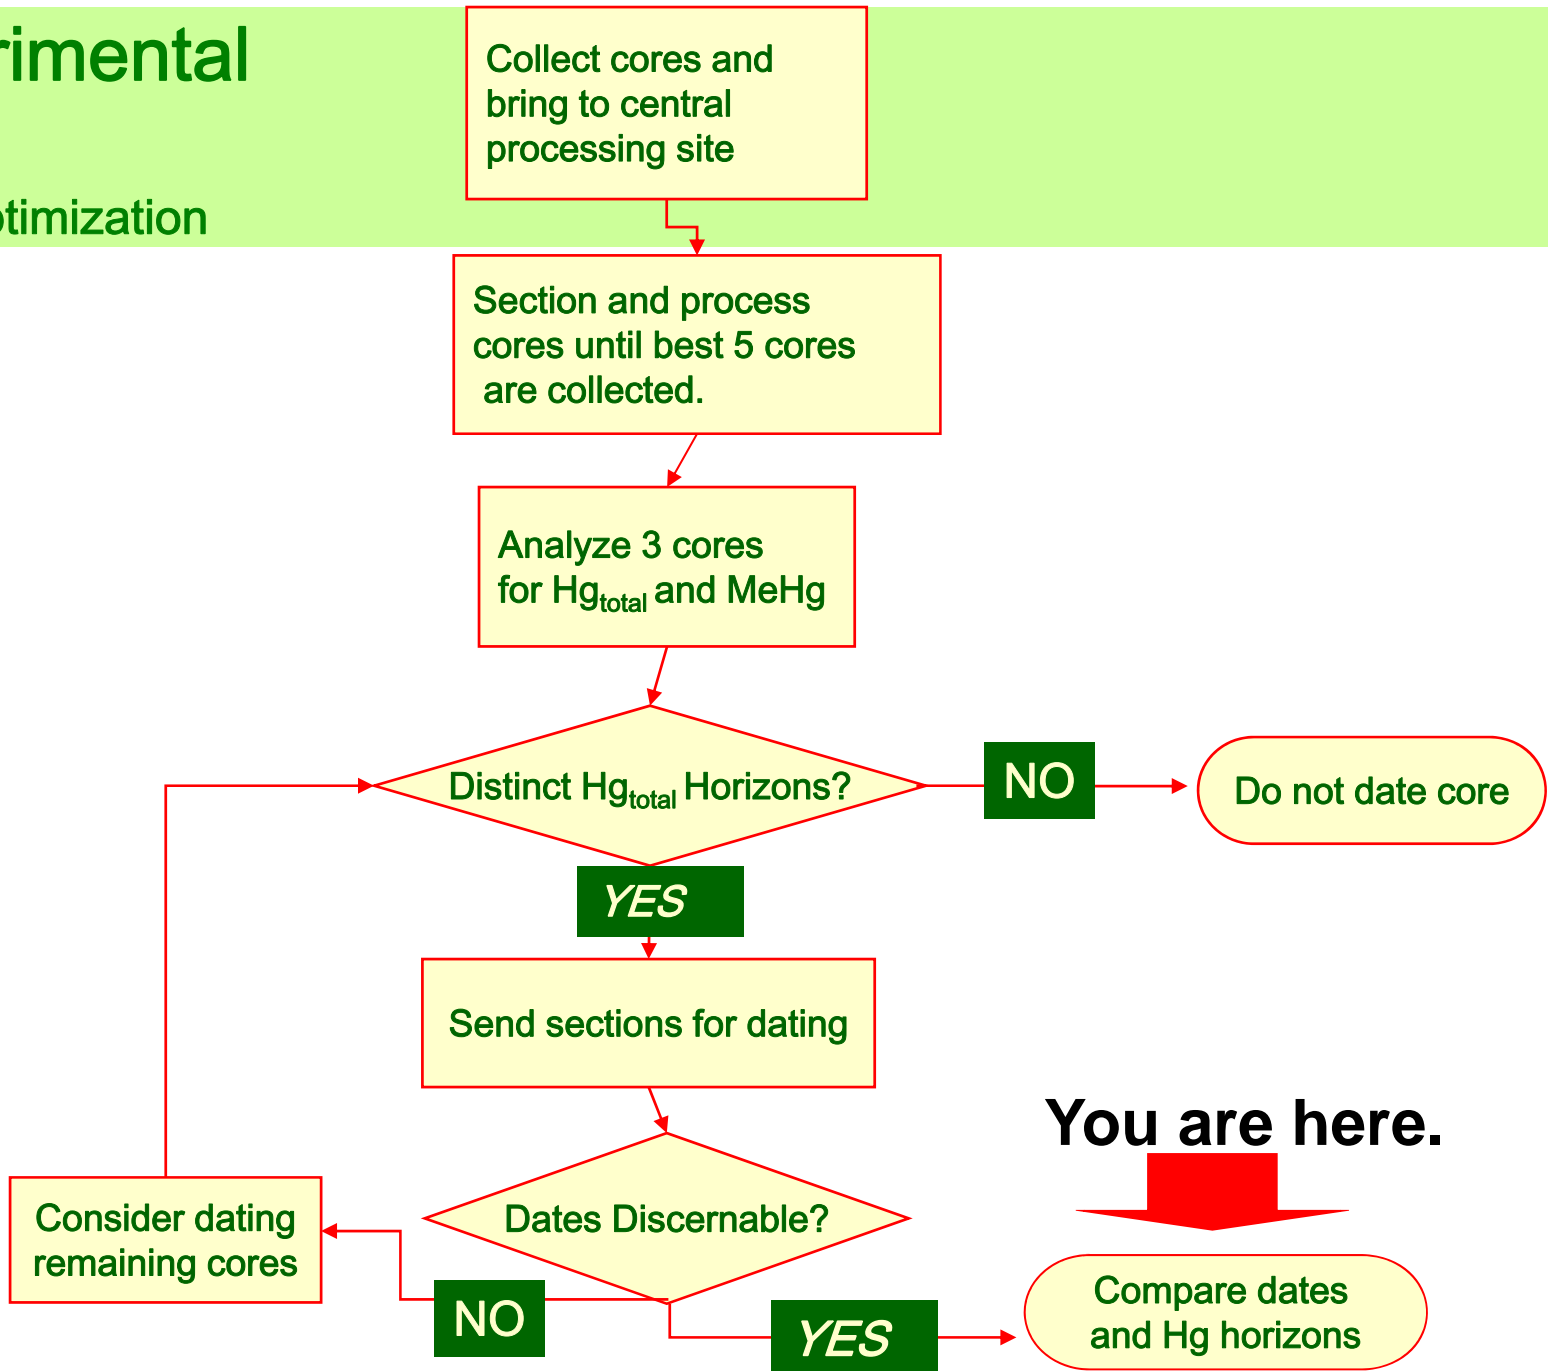 rimental
timization
Collect cores and
bring to central
processing site
Section and process
cores until best 5 cores
are collected.
Analyze 3 cores
for Hgtotal and MeHg
Distinct Hgtotal Horizons?
NO
Do not date core
YES
Send sections for dating
You are here.
Dates Discernable?
Consider dating
remaining cores
NO
YES
Compare dates
and Hg horizons